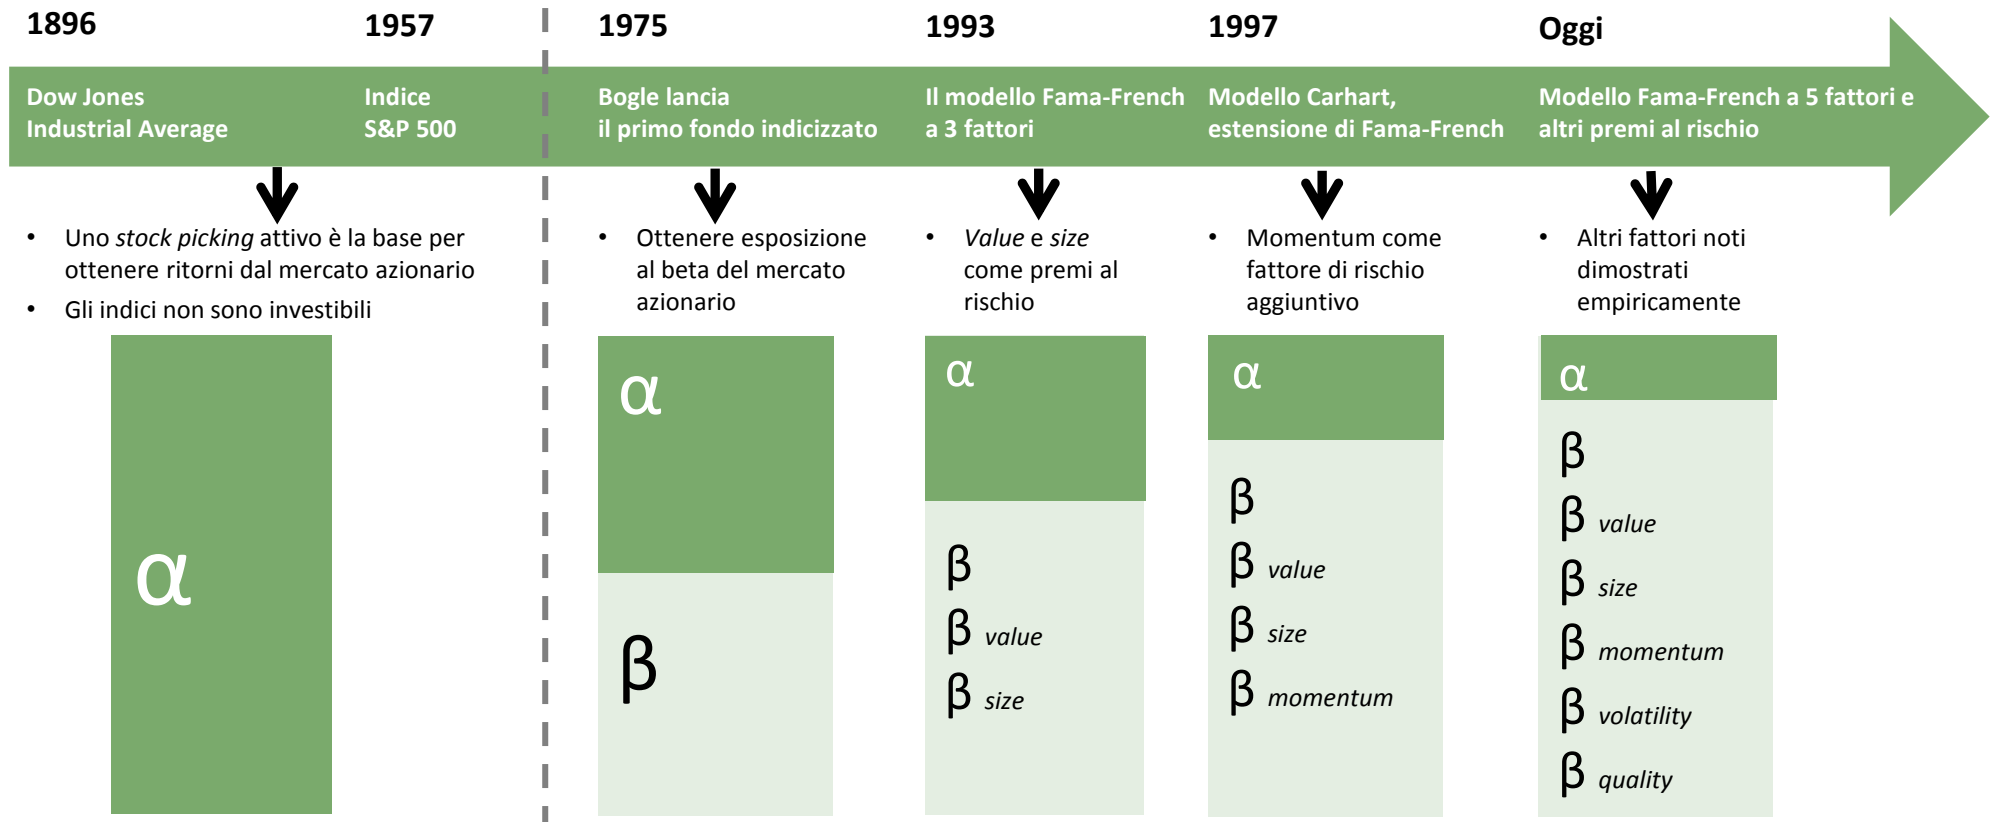 1896
1957
1975
1993
1997
Oggi
Dow Jones
Industrial Average
Indice
S&P 500
Bogle lancia
il primo fondo indicizzato
Il modello Fama-French
a 3 fattori
Modello Carhart,
estensione di Fama-French
Modello Fama-French a 5 fattori e
altri premi al rischio
• Uno stock picking attivo è la base per
ottenere ritorni dal mercato azionario
• Gli indici non sono investibili
• Ottenere esposizione
al beta del mercato
azionario
• Value e size
come premi al
rischio
• Momentum come
fattore di rischio
aggiuntivo
• Altri fattori noti
dimostrati
empiricamente
α
α
β
α
β
β value
β size
α
β
β value
β size
β momentum
α
β
β value
β size
β momentum
β volatility
β quality